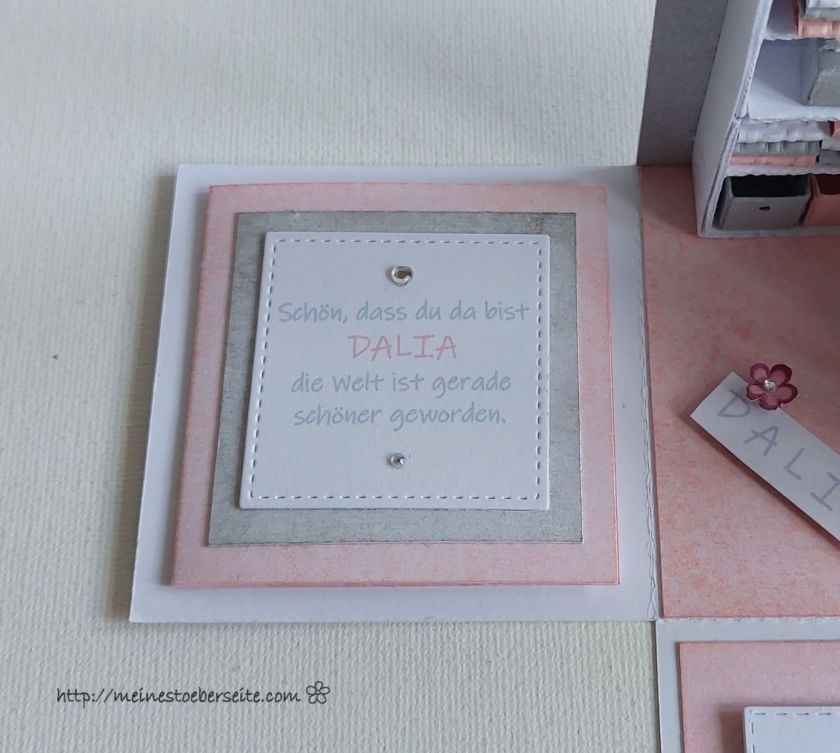 Schön, dass du da bist
DALIA
die Welt ist gerade
schöner geworden.
DALI
http://meinestoeberseite.com